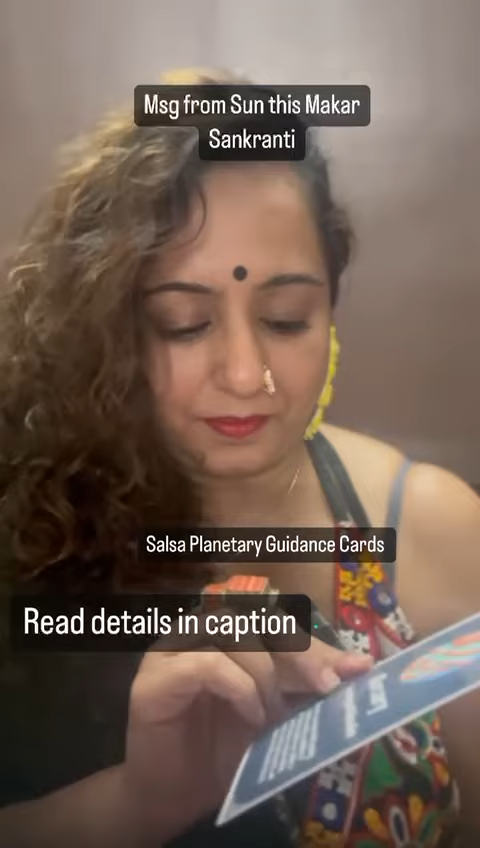 Msg from Sun this Makar
Sankranti
Salsa Planetary Guidance Cards
Read details in caption